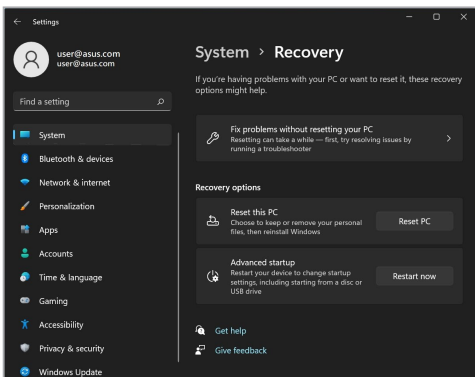 Settings
user@asus.com
user@asus.com
Find a setting
System
Bluetooth & devices
Network & internet
Personalization
Apps
Accounts
Time & language
Gaming
Accessibility
Privacy & security
Windows Update
System > Recovery
If you're having problems with your PC or want to reset it, these recovery
options might help.
Fix problems without resetting your PC
Resetting can take a while — first, try resolving issues by
running a troubleshooter
Recovery options
Reset this PC
Choose to keep or remove your personal
files, then reinstall Windows
Reset PC
Advanced startup
Restart your device to change startup
settings, including starting from a disc or
USB drive
Restart now
Get help
Give feedback